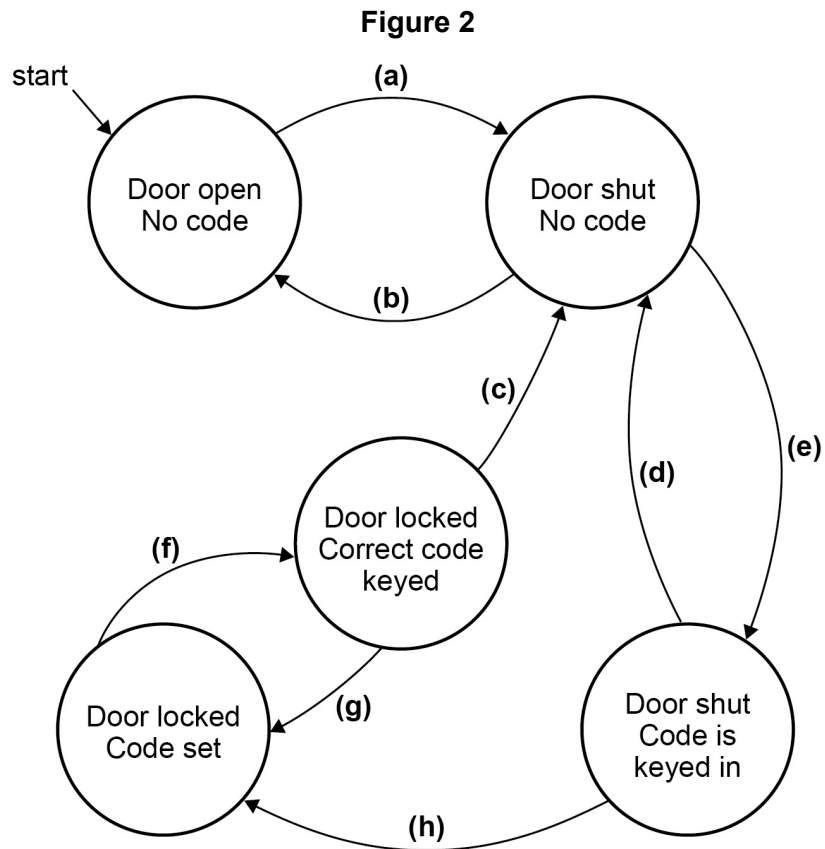 Figure 2
start
(a)
Door open
No code
Door shut
No code
(b)
(c)
(d)
(e)
Door locked
Correct code
keyed
(f)
(g)
Door locked
Code set
Door shut
Code is
keyed in
(h)